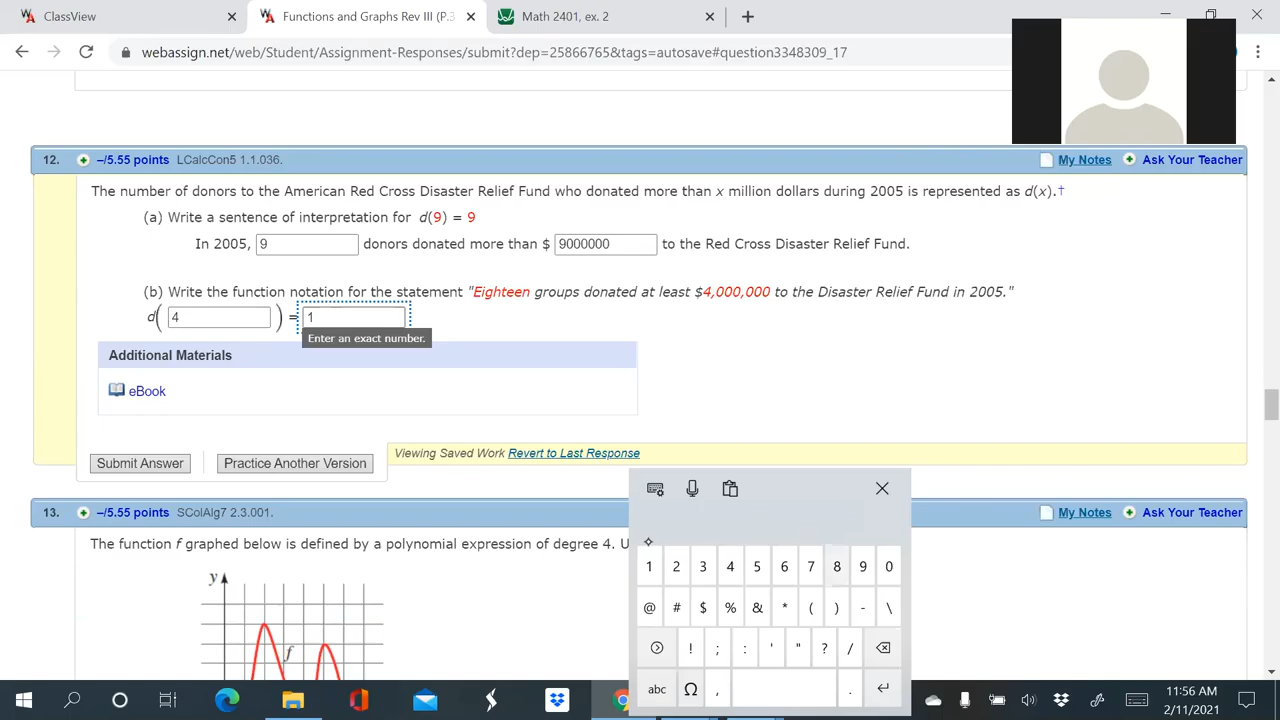 ClassView
Functions and Graphs Rev III (P.3
Math 2401, ex. 2
webassign.net/web/Student/Assignment-Responses/submit?dep=25866765&tags=autosave#question3348309_17
12. –/5.55 points LCalcCon5 1.1.036. My Notes Ask Your Teacher
The number of donors to the American Red Cross Disaster Relief Fund who donated more than x million dollars during 2005 is represented as d(x).†
(a) Write a sentence of interpretation for d(9) = 9
In 2005, 9 donors donated more than $ 9000000 to the Red Cross Disaster Relief Fund.
(b) Write the function notation for the statement "Eighteen groups donated at least $4,000,000 to the Disaster Relief Fund in 2005."
d( 4 ) = 1
Enter an exact number.
Additional Materials
eBook
Submit Answer Practice Another Version Viewing Saved Work Revert to Last Response
13. –/5.55 points SColAlg7 2.3.001. My Notes Ask Your Teacher
The function f graphed below is defined by a polynomial expression of degree 4. U
y
f
1 2 3 4 5 6 7 8 9 0
@ # $ % & * ( ) - \
! ; : ' " ? /
abc Ω , .
11:56 AM
2/11/2021